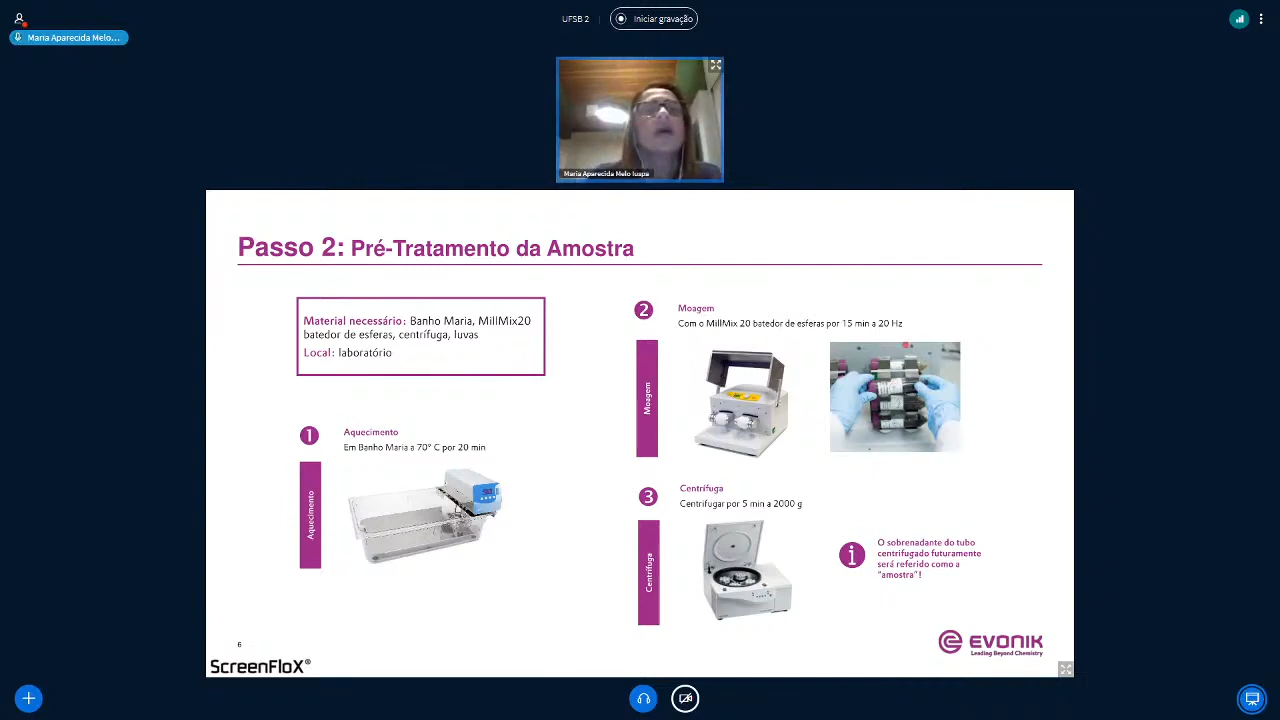 UFSB 2
Iniciar gravação
Maria Aparecida Melo...
Maria Aparecida Melo Iuspa
Passo 2: Pré-Tratamento da Amostra
Material necessário: Banho Maria, MillMix20
batedor de esferas, centrífuga, luvas
Local: laboratório
1
Aquecimento
Em Banho Maria a 70° C por 20 min
Aquecimento
2
Moagem
Com o MillMix 20 batedor de esferas por 15 min a 20 Hz
Moagem
3
Centrífuga
Centrifugar por 5 min a 2000 g
Centrífuga
i
O sobrenadante do tubo
centrifugado futuramente
será referido como a
"amostra"!
6
EVONIK
Leading Beyond Chemistry
ScreenFloX®